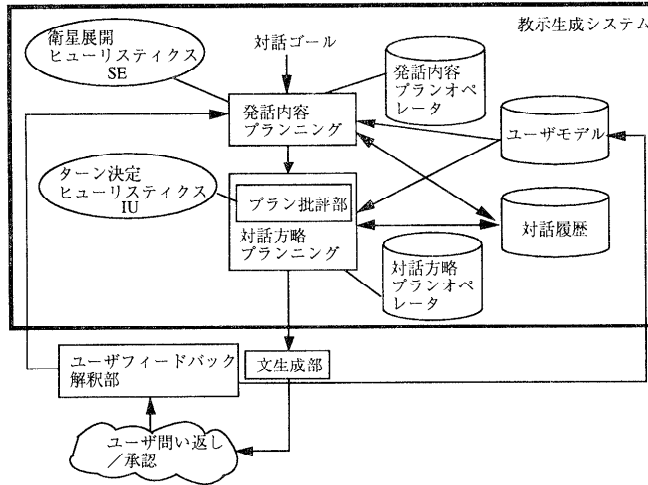 教示生成システム
衛星展開
ヒューリスティクス
SE
対話ゴール
発話内容
プランオペ
レータ
発話内容
プランニング
ユーザモデル
ターン決定
ヒューリスティクス
IU
プラン批評部
対話方略
プランニング
対話履歴
対話方略
プランオペ
レータ
ユーザフィードバック
解釈部
文生成部
ユーザ問い返し
／承認